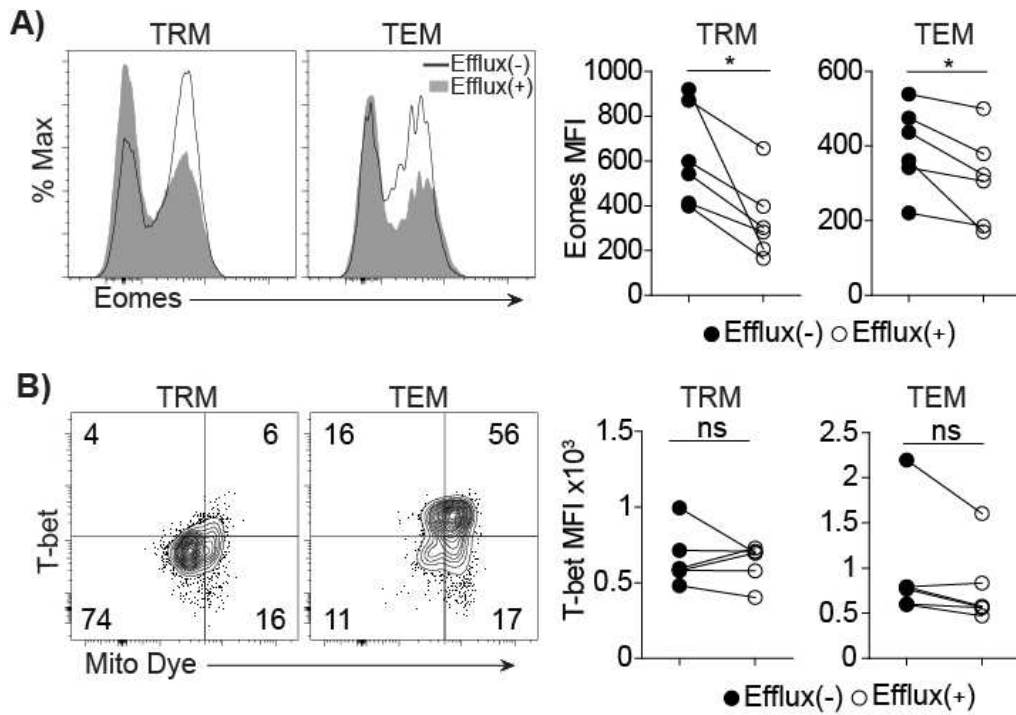 A)
TRM
TEM
Efflux(-)
Efflux(+)
% Max
Eomes
TRM
TEM
*
*
1000
800
600
400
200
0
600
400
200
0
Eomes MFI
Efflux(-) Efflux(+)
B)
TRM
TEM
4
6
74
16
16
56
11
17
T-bet
Mito Dye
TRM
TEM
ns
ns
1.5
1
0.5
0
2.5
2
1.5
1
0.5
0
T-bet MFI x10³
Efflux(-) Efflux(+)